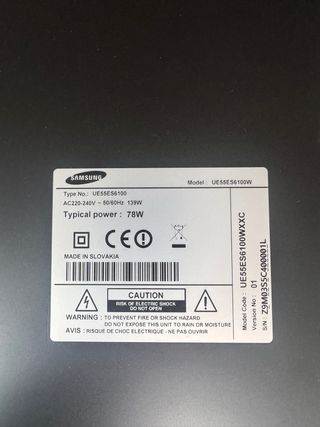 SAMSUNG
Model : UE55ES6100W
Type No.: UE55ES6100
AC220-240V ~ 50/60Hz 139W
Typical power : 78W
MADE IN SLOVAKIA
CAUTION
RISK OF ELECTRIC SHOCK
DO NOT OPEN
WARNING : TO PREVENT FIRE OR SHOCK HAZARD
DO NOT EXPOSE THIS UNIT TO RAIN OR MOISTURE
AVIS : RISQUE DE CHOC ELECTRIQUE - NE PAS OUVRIR
Model Code : UE55ES6100WXXC
Version No : 01
S/N : Z9M03S5C400001L